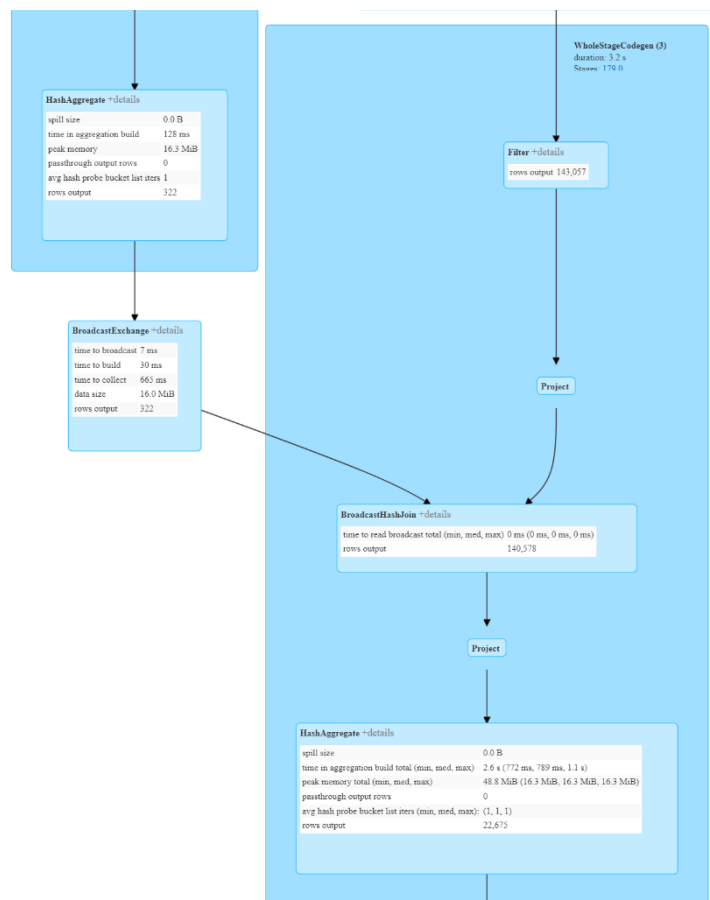 WholeStageCodegen (3)
duration: 3.2 s
Stages: 179.0
HashAggregate +details
spill size 0.0 B
time in aggregation build 128 ms
peak memory 16.3 MiB
passthrough output rows 0
avg hash probe bucket list iters 1
rows output 322
Filter +details
rows output 143,057
BroadcastExchange +details
time to broadcast 7 ms
time to build 30 ms
time to collect 665 ms
data size 16.0 MiB
rows output 322
Project
BroadcastHashJoin +details
time to read broadcast total (min, med, max) 0 ms (0 ms, 0 ms, 0 ms)
rows output 140,578
Project
HashAggregate +details
spill size 0.0 B
time in aggregation build total (min, med, max) 2.6 s (772 ms, 789 ms, 1.1 s)
peak memory total (min, med, max) 48.8 MiB (16.3 MiB, 16.3 MiB, 16.3 MiB)
passthrough output rows 0
avg hash probe bucket list iters (min, med, max): (1, 1, 1)
rows output 22,675